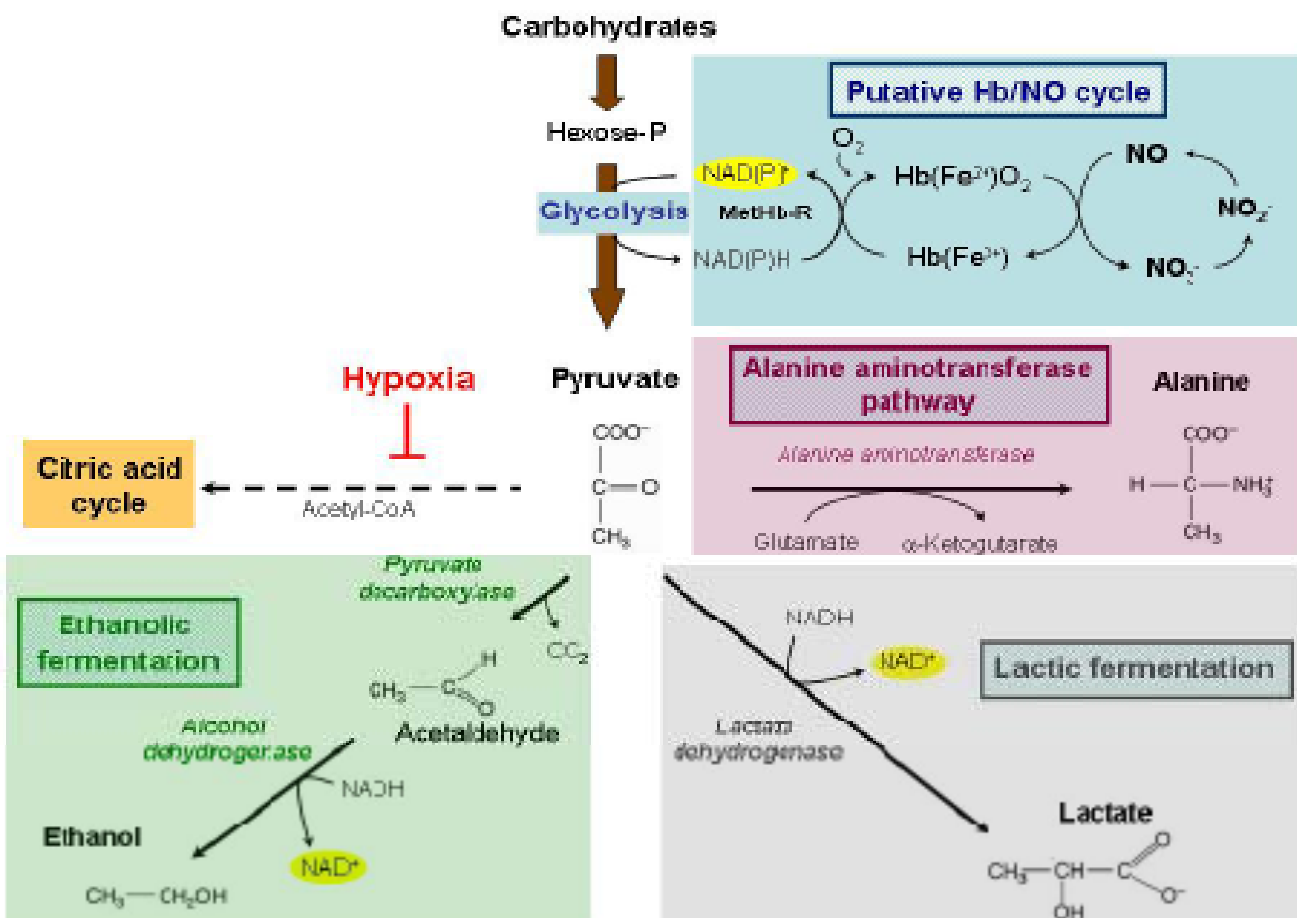 Carbohydrates
Putative Hb/NO cycle
Hexose-P
O₂
NAD(P)⁺
Hb(Fe²⁺)O₂
NO
Glycolysis
MetHb-R
NO₂⁻
NAD(P)H
Hb(Fe³⁺)
NO₃⁻
Hypoxia
Pyruvate
Alanine aminotransferase
pathway
Alanine
COO⁻
C
O
CH₃
Alanine aminotransferase
COO⁻
H — C — NH₃⁺
CH₃
Citric acid
cycle
Acetyl-CoA
Glutamate
α-Ketogutarate
Pyruvate
decarboxylase
Ethanolic
fermentation
CO₂
H
CH₃ C
O
Acetaldehyde
Alcohol
dehydrogenase
NADH
Ethanol
NAD⁺
CH₃ — CH₂OH
NADH
NAD⁺
Lactic fermentation
Lactate
dehydrogenase
Lactate
O
CH₃ — CH — C
O⁻
OH